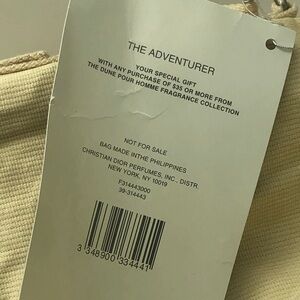 THE ADVENTURER
YOUR SPECIAL GIFT
WITH ANY PURCHASE OF $35 OR MORE FROM
THE DUNE POUR HOMME FRAGRANCE COLLECTION
NOT FOR SALE
BAG MADE INTHE PHILIPPINES
CHRISTIAN DIOR PERFUMES, INC - DISTR.
NEW YORK, NY 10019
F314443000
39-314443
3 348900 334441